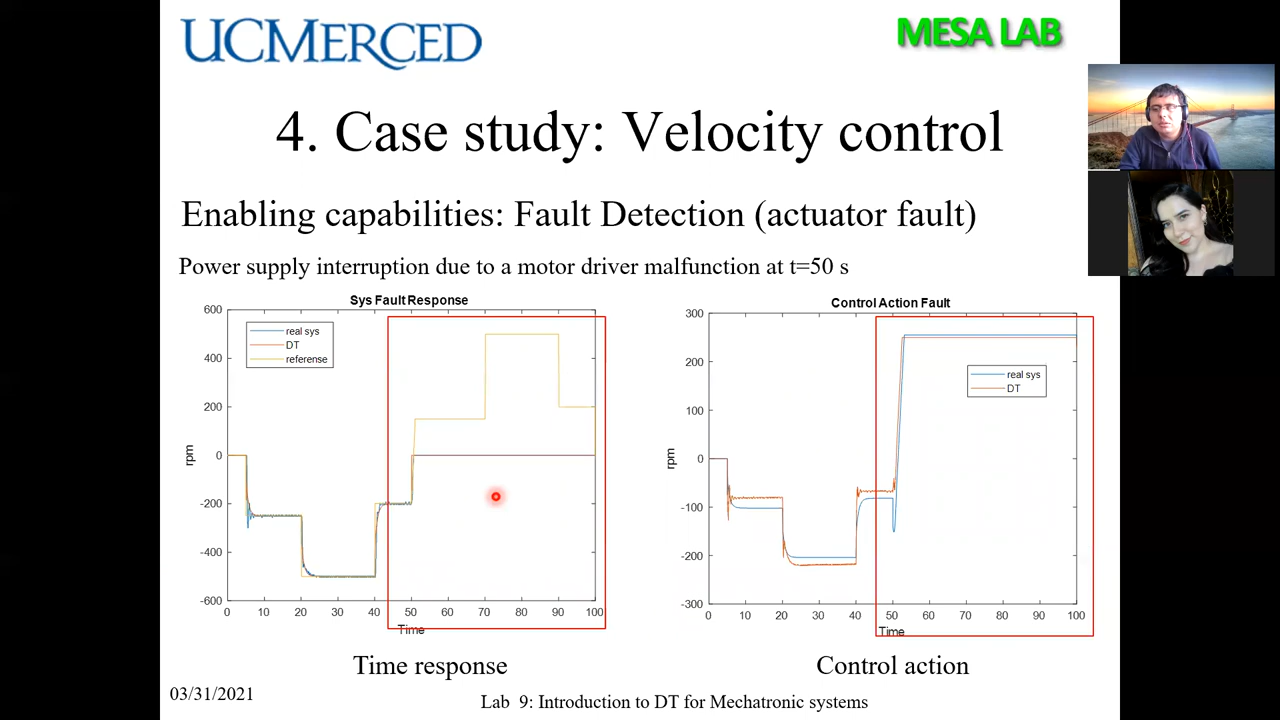 UCMERCED
MESA LAB
4. Case study: Velocity control
Enabling capabilities: Fault Detection (actuator fault)
Power supply interruption due to a motor driver malfunction at t=50 s
Sys Fault Response
600
400
200
0
-200
-400
-600
rpm
real sys
DT
referense
0 10 20 30 40 50 60 70 80 90 100
Time
Time response
Control Action Fault
300
200
100
0
-100
-200
-300
rpm
real sys
DT
0 10 20 30 40 50 60 70 80 90 100
Time
Control action
03/31/2021
Lab 9: Introduction to DT for Mechatronic systems